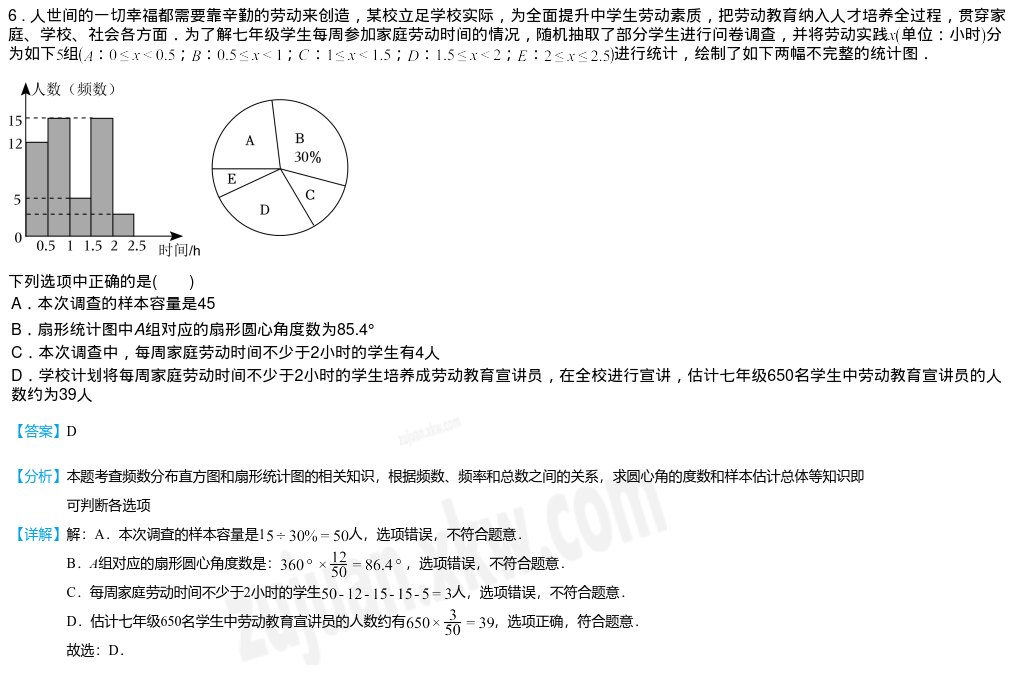 6．人世间的一切幸福都需要靠辛勤的劳动来创造，某校立足学校实际，为全面提升中学生劳动素质，把劳动教育纳入人才培养全过程，贯穿家
庭、学校、社会各方面．为了解七年级学生每周参加家庭劳动时间的情况，随机抽取了部分学生进行问卷调查，并将劳动实践x(单位：小时)分
为如下5组(A：0≤x<0.5；B：0.5≤x<1；C：1≤x<1.5；D：1.5≤x<2；E：2≤x≤2.5)进行统计，绘制了如下两幅不完整的统计图．
人数（频数）
15
12
5
0
0.5 1 1.5 2 2.5
时间/h
A
B
30%
E
C
D
下列选项中正确的是(　　)
A．本次调查的样本容量是45
B．扇形统计图中A组对应的扇形圆心角度数为85.4°
C．本次调查中，每周家庭劳动时间不少于2小时的学生有4人
D．学校计划将每周家庭劳动时间不少于2小时的学生培养成劳动教育宣讲员，在全校进行宣讲，估计七年级650名学生中劳动教育宣讲员的人
数约为39人
【答案】D
【分析】本题考查频数分布直方图和扇形统计图的相关知识，根据频数、频率和总数之间的关系，求圆心角的度数和样本估计总体等知识即
可判断各选项
【详解】解：A．本次调查的样本容量是15÷30%=50人，选项错误，不符合题意．
B．A组对应的扇形圆心角度数是：360°×12/50=86.4°，选项错误，不符合题意．
C．每周家庭劳动时间不少于2小时的学生50-12-15-15-5=3人，选项错误，不符合题意．
D．估计七年级650名学生中劳动教育宣讲员的人数约有650×3/50=39，选项正确，符合题意．
故选：D．
zujuan.xkw.com
zujuan.xkw.com